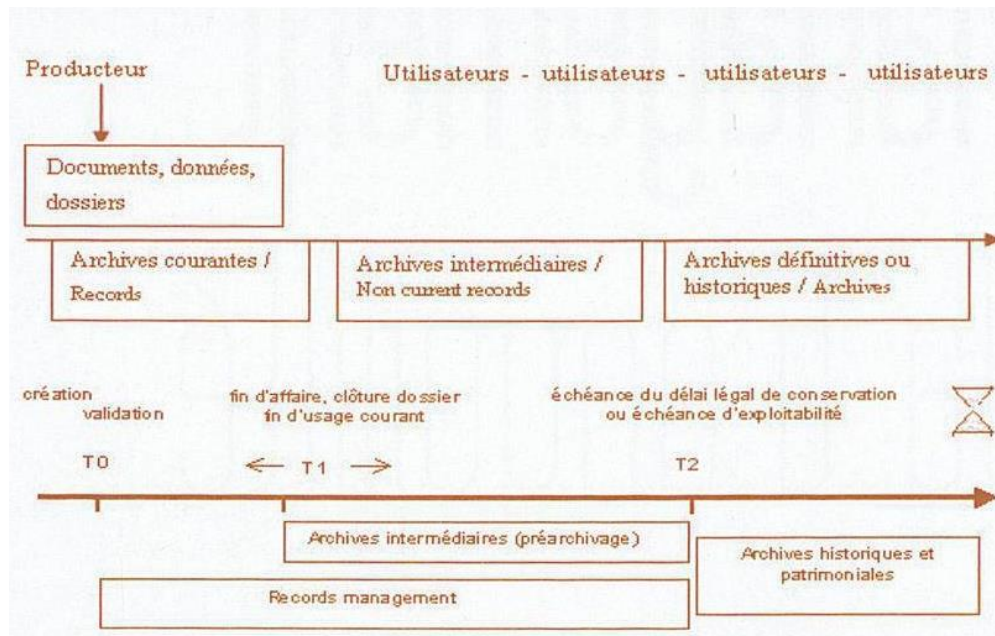 Producteur
Utilisateurs - utilisateurs - utilisateurs - utilisateurs
Documents, données,
dossiers
Archives courantes /
Records
Archives intermédiaires /
Non current records
Archives définitives ou
historiques / Archives
création
validation
fin d'affaire, clôture dossier
fin d'usage courant
échéance du délai légal de conservation
ou échéance d'exploitabilité
T0
T1
T2
Archives intermédiaires (préarchivage)
Archives historiques et
patrimoniales
Records management